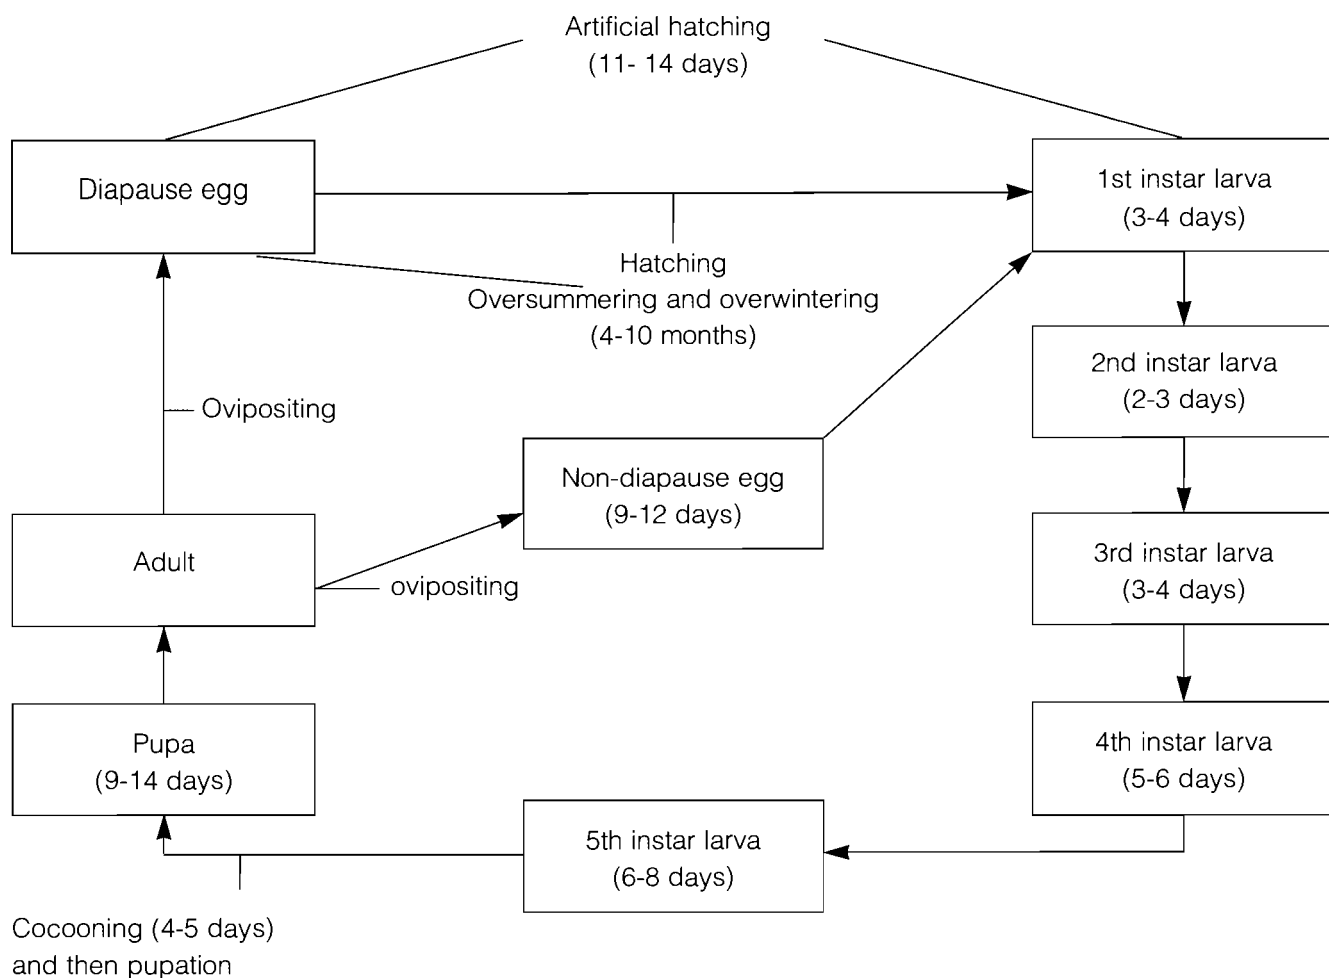 Artificial hatching
(11- 14 days)
Diapause egg
1st instar larva
(3-4 days)
Hatching
Oversummering and overwintering
(4-10 months)
2nd instar larva
(2-3 days)
Ovipositing
Non-diapause egg
(9-12 days)
3rd instar larva
(3-4 days)
Adult
ovipositing
Pupa
(9-14 days)
4th instar larva
(5-6 days)
5th instar larva
(6-8 days)
Cocooning (4-5 days)
and then pupation